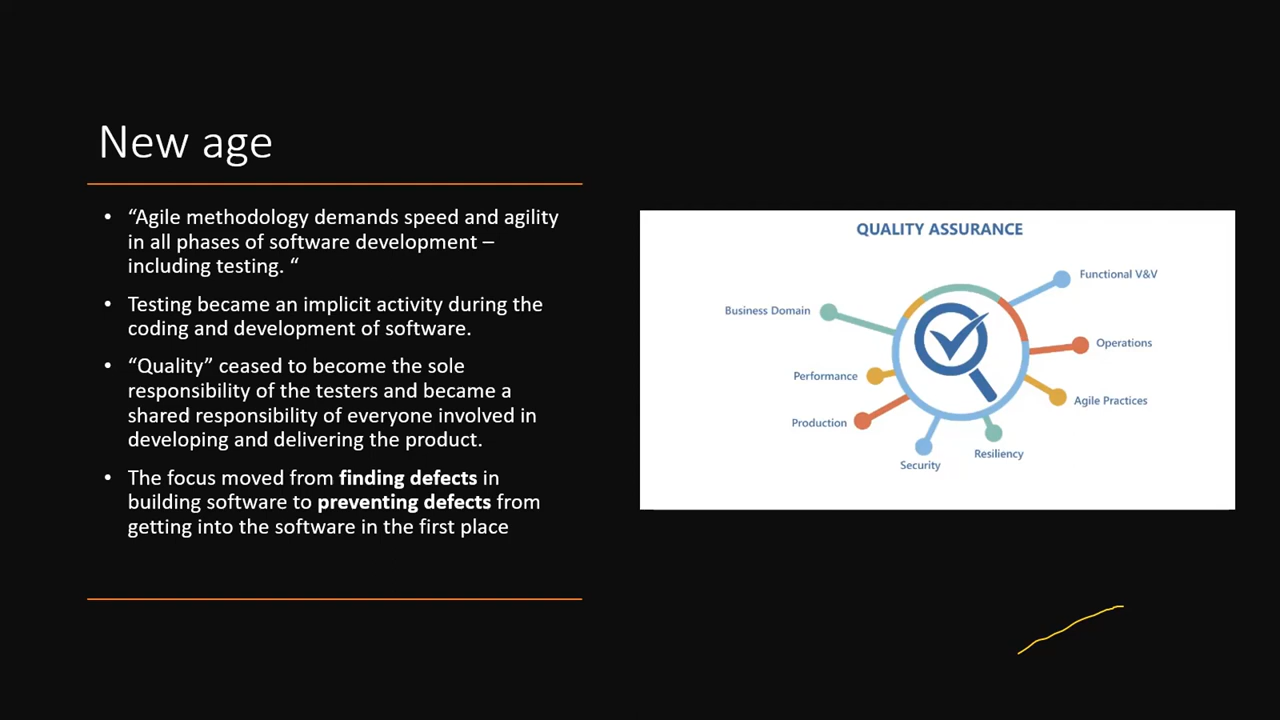 New age
• “Agile methodology demands speed and agility
in all phases of software development –
including testing. “
• Testing became an implicit activity during the
coding and development of software.
• “Quality” ceased to become the sole
responsibility of the testers and became a
shared responsibility of everyone involved in
developing and delivering the product.
• The focus moved from finding defects in
building software to preventing defects from
getting into the software in the first place
QUALITY ASSURANCE
Functional V&V
Business Domain
Operations
Performance
Agile Practices
Production
Resiliency
Security